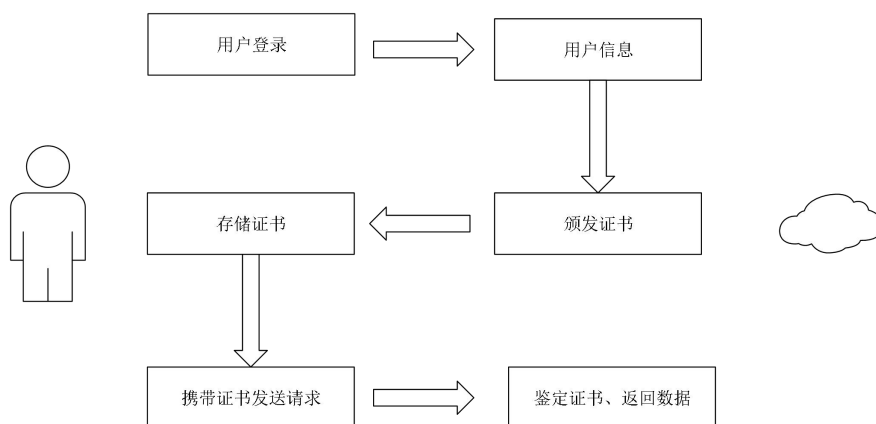 用户登录
用户信息
存储证书
颁发证书
携带证书发送请求
鉴定证书、返回数据